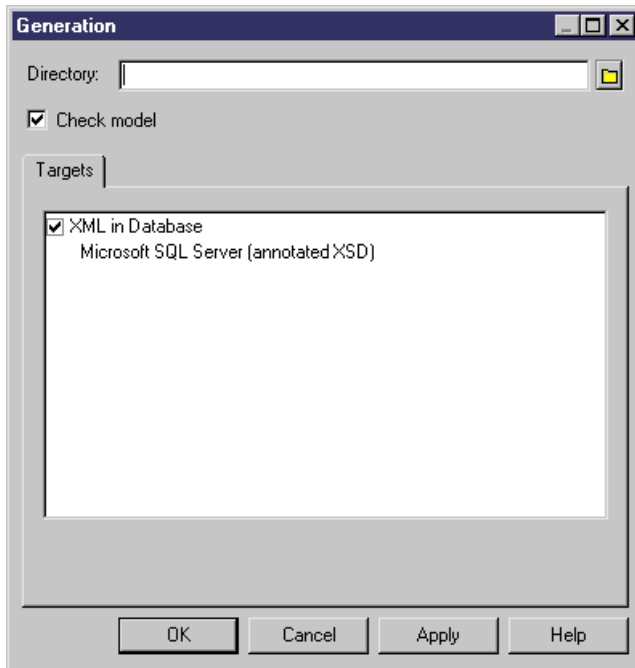 Generation
Directory:
Check model
Targets
XML in Database
Microsoft SQL Server (annotated XSD)
OK
Cancel
Apply
Help